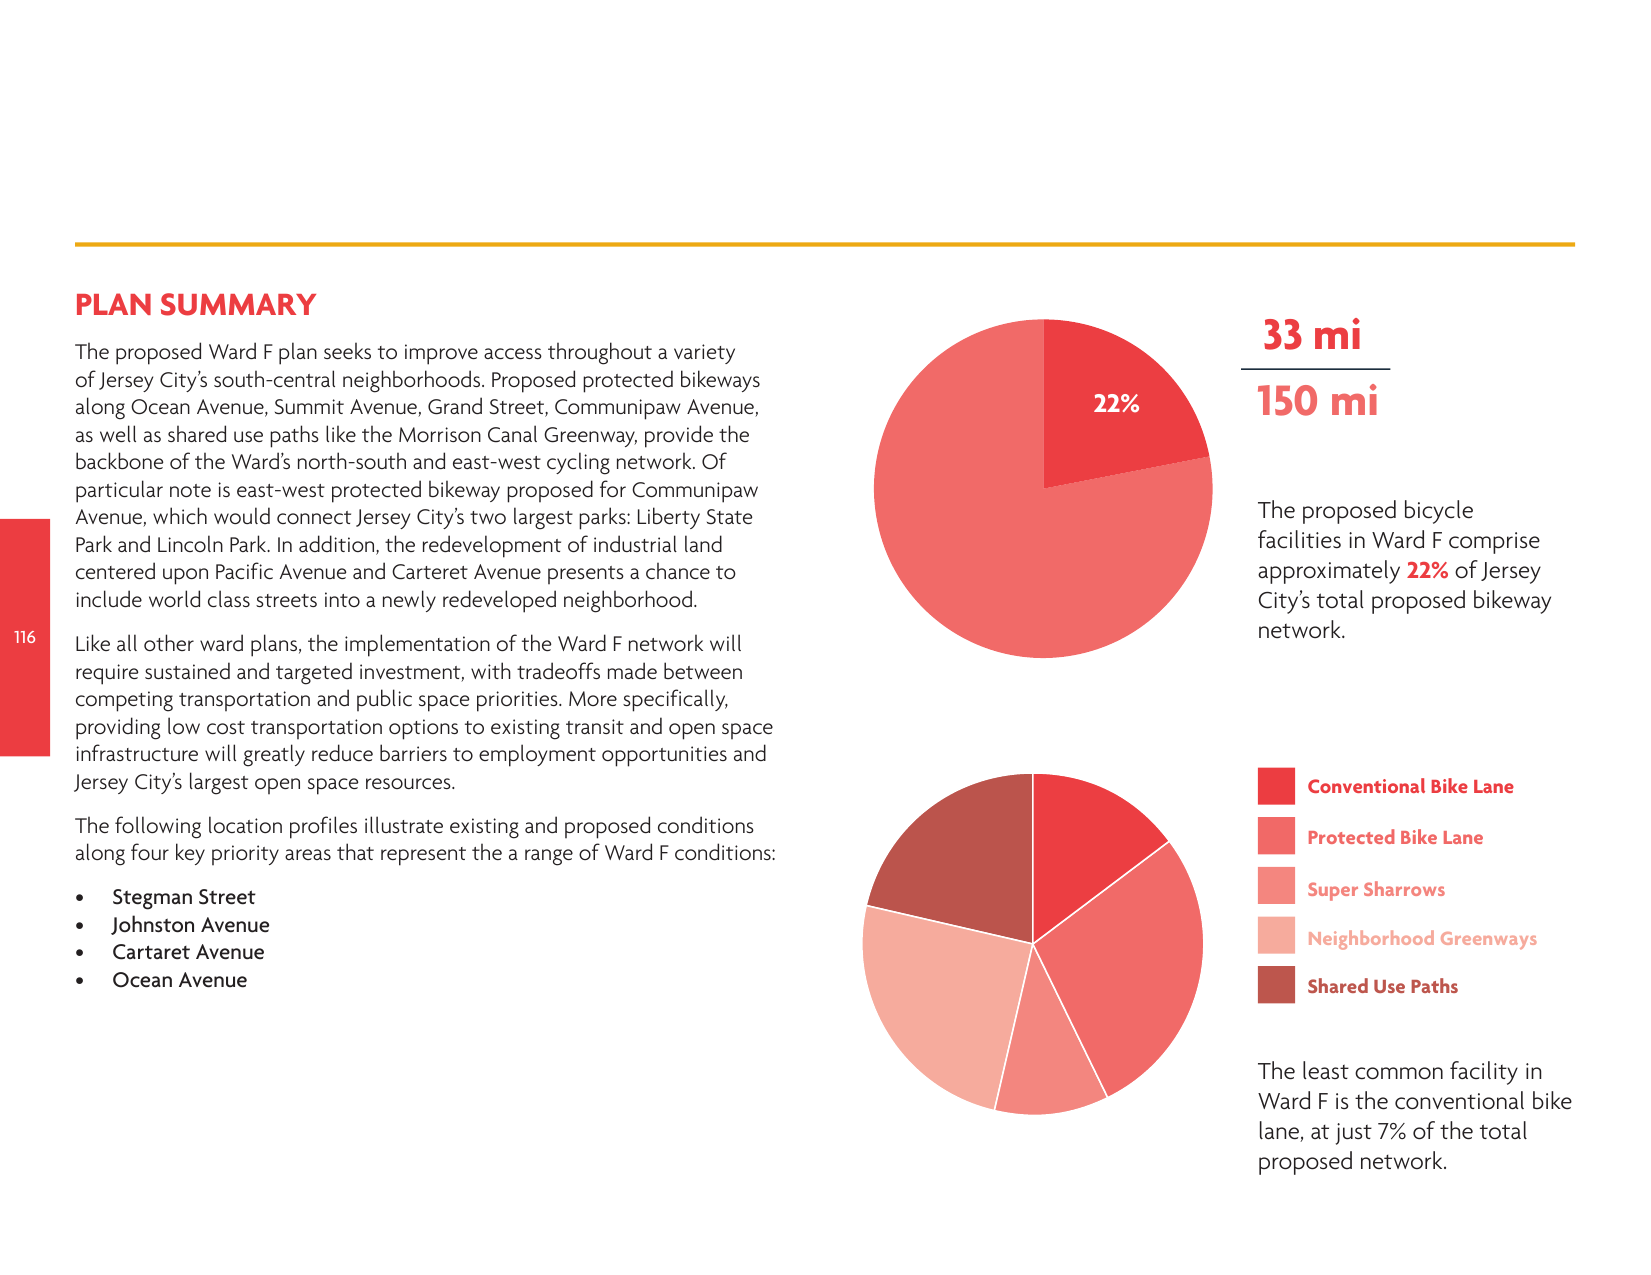 PLAN SUMMARY
The proposed Ward F plan seeks to improve access throughout a variety
of Jersey City's south-central neighborhoods. Proposed protected bikeways
along Ocean Avenue, Summit Avenue, Grand Street, Communipaw Avenue,
as well as shared use paths like the Morrison Canal Greenway, provide the
backbone of the Ward's north-south and east-west cycling network. Of
particular note is east-west protected bikeway proposed for Communipaw
Avenue, which would connect Jersey City's two largest parks: Liberty State
Park and Lincoln Park. In addition, the redevelopment of industrial land
centered upon Pacific Avenue and Carteret Avenue presents a chance to
include world class streets into a newly redeveloped neighborhood.
Like all other ward plans, the implementation of the Ward F network will
require sustained and targeted investment, with tradeoffs made between
competing transportation and public space priorities. More specifically,
providing low cost transportation options to existing transit and open space
infrastructure will greatly reduce barriers to employment opportunities and
Jersey City's largest open space resources.
The following location profiles illustrate existing and proposed conditions
along four key priority areas that represent the a range of Ward F conditions:
• Stegman Street
• Johnston Avenue
• Cartaret Avenue
• Ocean Avenue
116
22%
33 mi
150 mi
The proposed bicycle
facilities in Ward F comprise
approximately 22% of Jersey
City's total proposed bikeway
network.
Conventional Bike Lane
Protected Bike Lane
Super Sharrows
Neighborhood Greenways
Shared Use Paths
The least common facility in
Ward F is the conventional bike
lane, at just 7% of the total
proposed network.